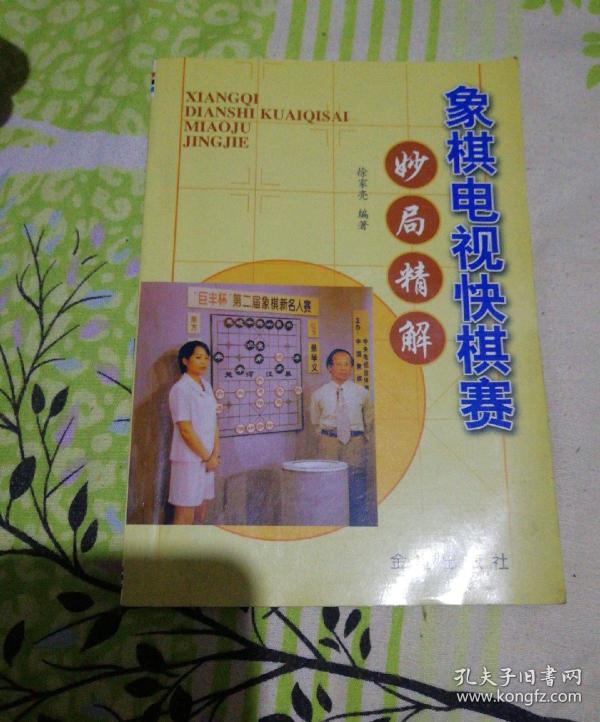 XIANGQI
DIANSHI KUAIQISAI
MIAOJU
JINGJIE
象棋电视快棋赛
妙局精解
徐家亮 编著
"巨丰杯"第二届象棋新名人赛
楚河
孔夫子旧书网
www.kongfz.com